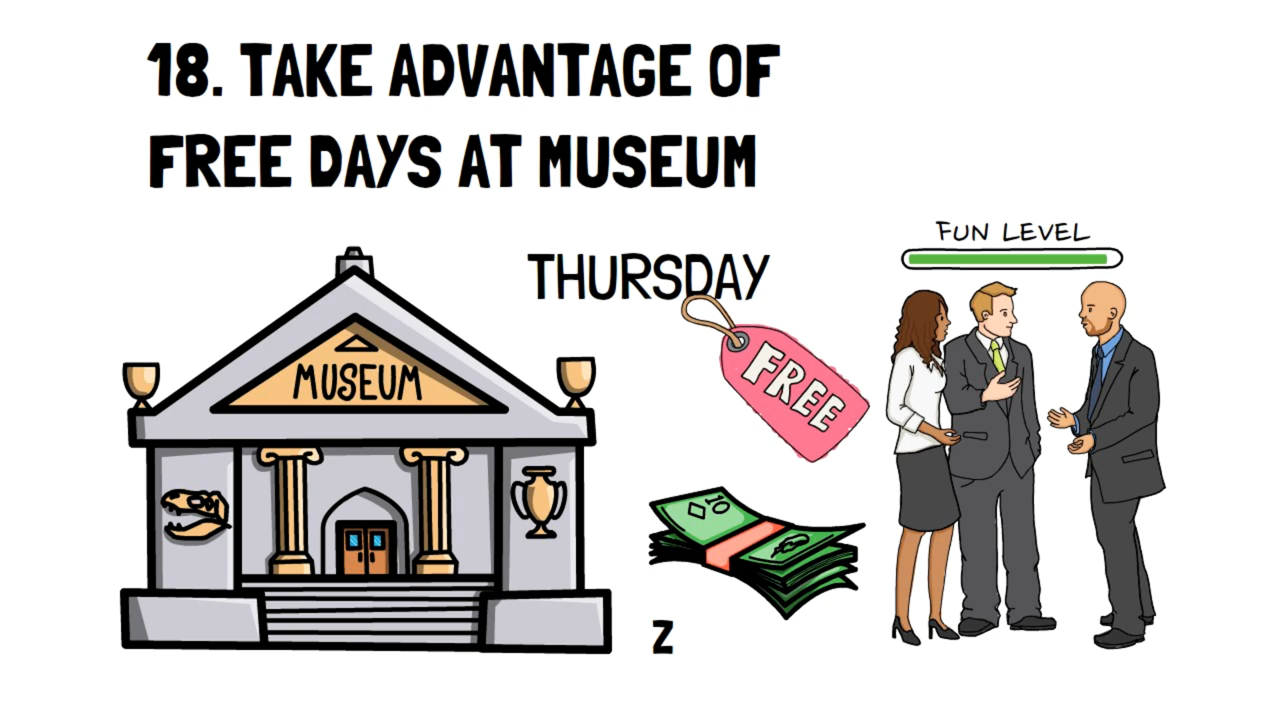 18. TAKE ADVANTAGE OF
FREE DAYS AT MUSEUM
FUN LEVEL
THURSDAY
MUSEUM
FREE
10
Z